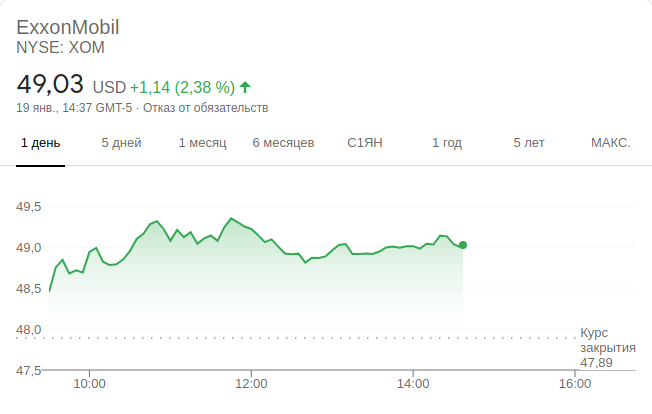 ExxonMobil
NYSE: XOM
49,03 USD +1,14 (2,38 %)
19 янв., 14:37 GMT-5 · Отказ от обязательств
1 день 5 дней 1 месяц 6 месяцев С1ЯН 1 год 5 лет МАКС.
49,5
49,0
48,5
48,0
Курс
закрытия
47,89
47,5
10:00 12:00 14:00 16:00